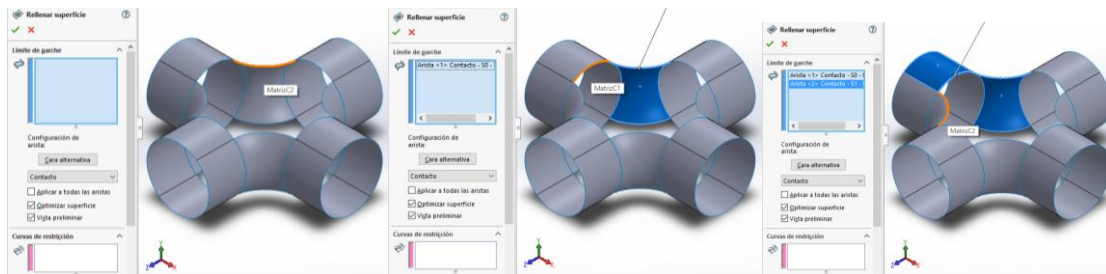 Rellenar superficie
Límite de garche
Configuración de
arista:
Cara alternativa
Contacto
Aplicar a todas las aristas
Optimizar superficie
Vista preliminar
Curvas de restricción
MatrizC2
Rellenar superficie
Límite de garche
Arista <1> Contacto - S0 -
Configuración de
arista:
Cara alternativa
Contacto
Aplicar a todas las aristas
Optimizar superficie
Vista preliminar
Curvas de restricción
MatrizC1
Rellenar superficie
Límite de garche
Arista <1> Contacto - S0 -
Arista <2> Contacto - S1 -
Configuración de
arista:
Cara alternativa
Contacto
Aplicar a todas las aristas
Optimizar superficie
Vista preliminar
Curvas de restricción
MatrizC2